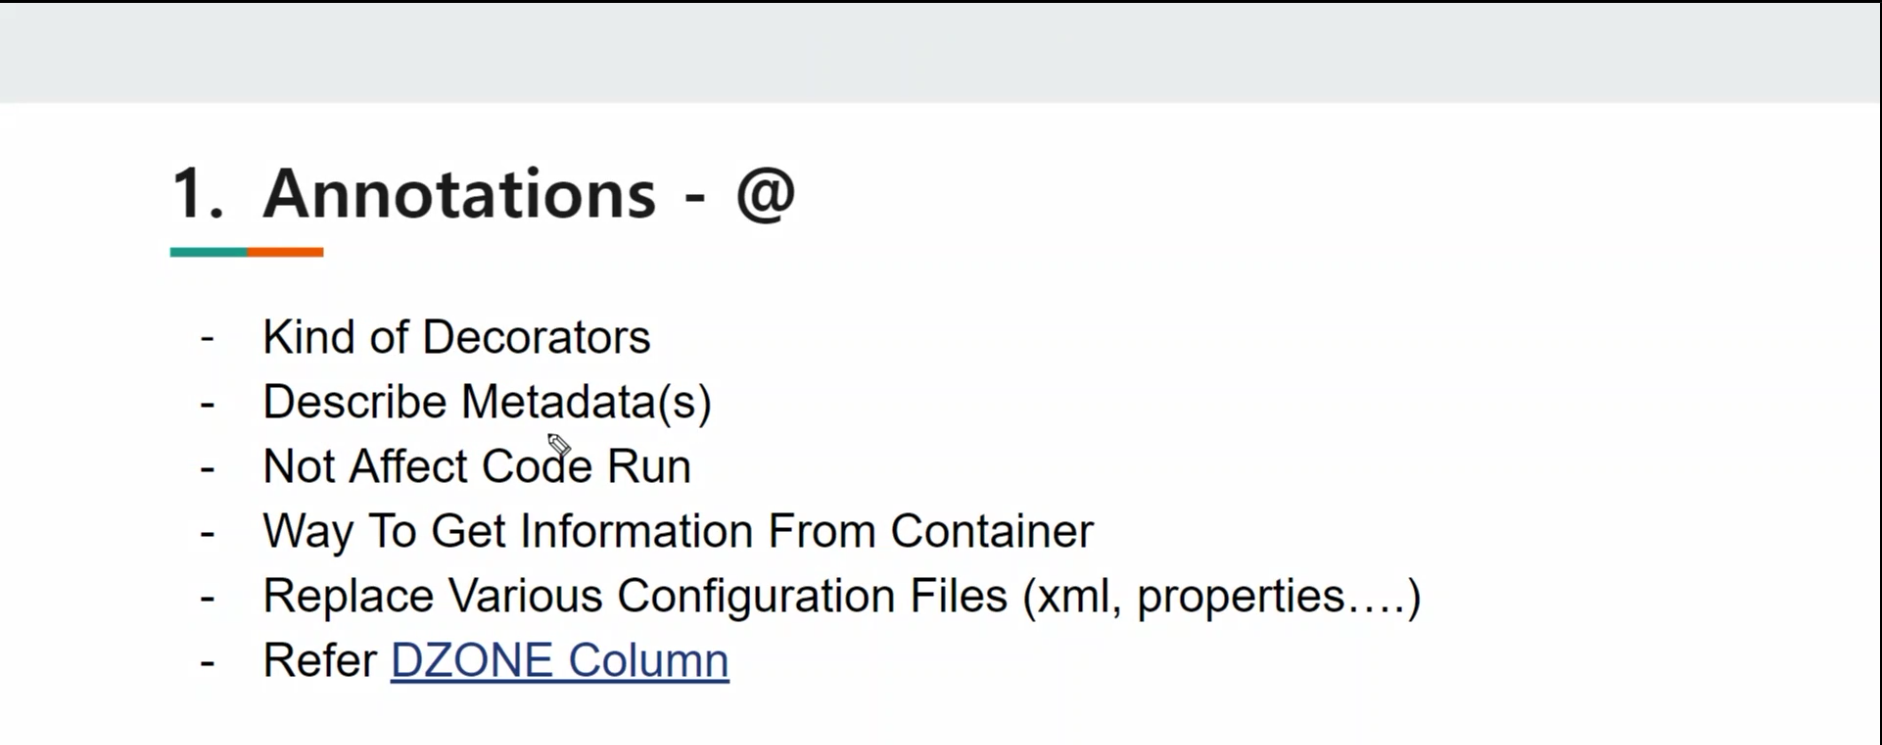 1. Annotations - @
- Kind of Decorators
- Describe Metadata(s)
- Not Affect Code Run
- Way To Get Information From Container
- Replace Various Configuration Files (xml, properties....)
- Refer DZONE Column